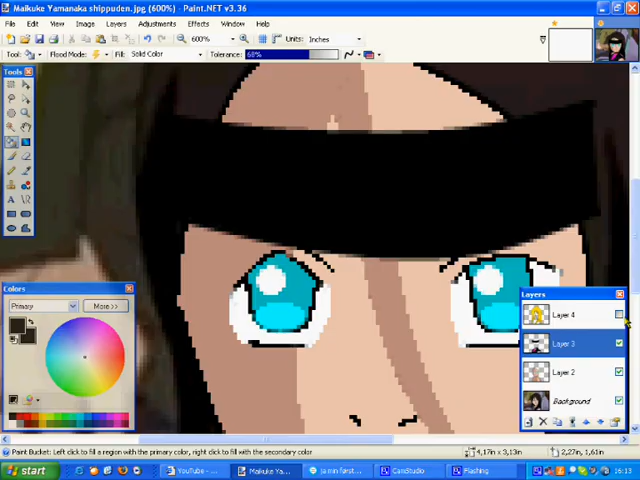 Maikuke Yamanaka shippuden.jpg (600%) - Paint.NET v3.36
File Edit View Image Layers Adjustments Effects Window Help
600% Units: Inches
Tool: Flood Mode: Fill: Solid Color Tolerance: 60%
Tools
Colors
Primary More >>
Layers
Layer 4
Layer 3
Layer 2
Background
Paint Bucket: Left click to fill a region with the primary color, right click to fill with the secondary color
4,17in × 3,13in
2,27in, 1,61in
start YouTube - ... Maikuke Ya... CamStudio Flashing 16:13